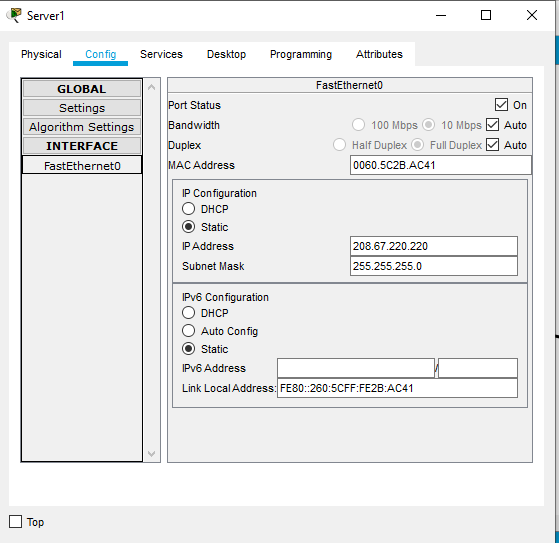 Server1
Physical Config Services Desktop Programming Attributes
GLOBAL
Settings
Algorithm Settings
INTERFACE
FastEthernet0
FastEthernet0
Port Status On
Bandwidth 100 Mbps 10 Mbps Auto
Duplex Half Duplex Full Duplex Auto
MAC Address 0060.5C2B.AC41
IP Configuration
DHCP
Static
IP Address 208.67.220.220
Subnet Mask 255.255.255.0
IPv6 Configuration
DHCP
Auto Config
Static
IPv6 Address /
Link Local Address: FE80::260:5CFF:FE2B:AC41
Top